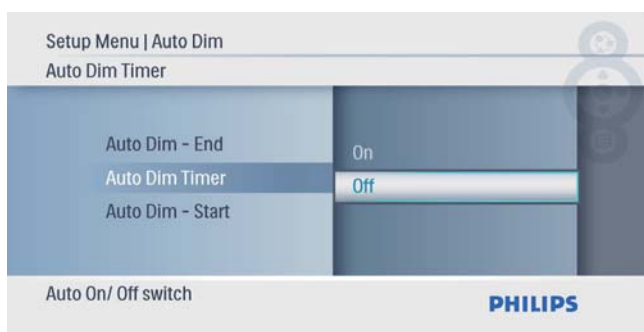 Setup Menu | Auto Dim
Auto Dim Timer
Auto Dim - End
Auto Dim Timer
Auto Dim - Start
On
Off
Auto On/ Off switch
PHILIPS